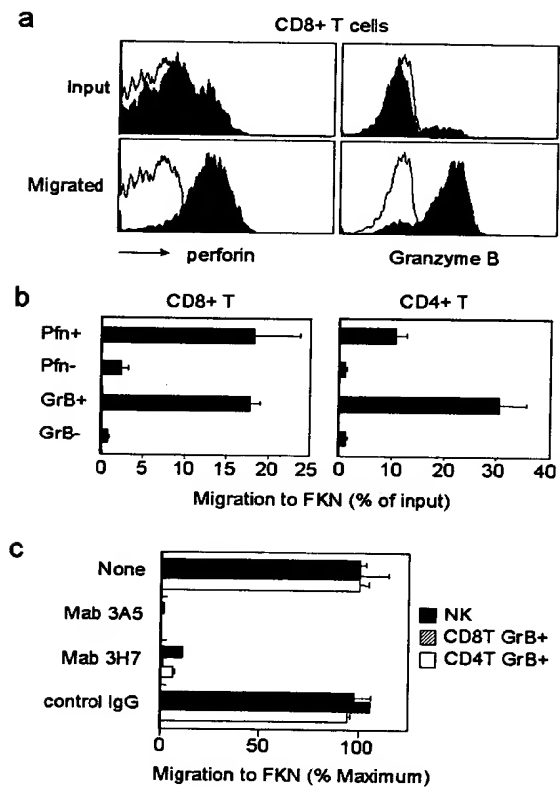 a
CD8+ T cells
Input
Migrated
perforin
Granzyme B
b
CD8+ T
CD4+ T
Pfn+
Pfn-
GrB+
GrB-
0 5 10 15 20 25
0 10 20 30 40
Migration to FKN (% of input)
c
None
Mab 3A5
Mab 3H7
control IgG
NK
CD8T GrB+
CD4T GrB+
0 50 100
Migration to FKN (% Maximum)